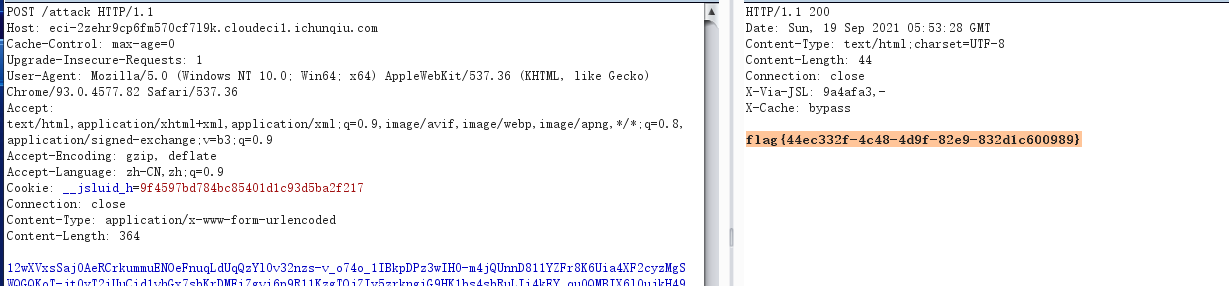 POST /attack HTTP/1.1
Host: eci-2zehr9cp6fm570cf7l9k.cloudeci1.ichunqiu.com
Cache-Control: max-age=0
Upgrade-Insecure-Requests: 1
User-Agent: Mozilla/5.0 (Windows NT 10.0; Win64; x64) AppleWebKit/537.36 (KHTML, like Gecko)
Chrome/93.0.4577.82 Safari/537.36
Accept:
text/html,application/xhtml+xml,application/xml;q=0.9,image/avif,image/webp,image/apng,*/*;q=0.8,
application/signed-exchange;v=b3;q=0.9
Accept-Encoding: gzip, deflate
Accept-Language: zh-CN,zh;q=0.9
Cookie: __jsluid_h=9f4597bd784bc85401d1c93d5ba2f217
Connection: close
Content-Type: application/x-www-form-urlencoded
Content-Length: 364
HTTP/1.1 200
Date: Sun, 19 Sep 2021 05:53:28 GMT
Content-Type: text/html;charset=UTF-8
Content-Length: 44
Connection: close
X-Via-JSL: 9a4afa3,-
X-Cache: bypass
flag{44ec332f-4c48-4d9f-82e9-832d1c600989}